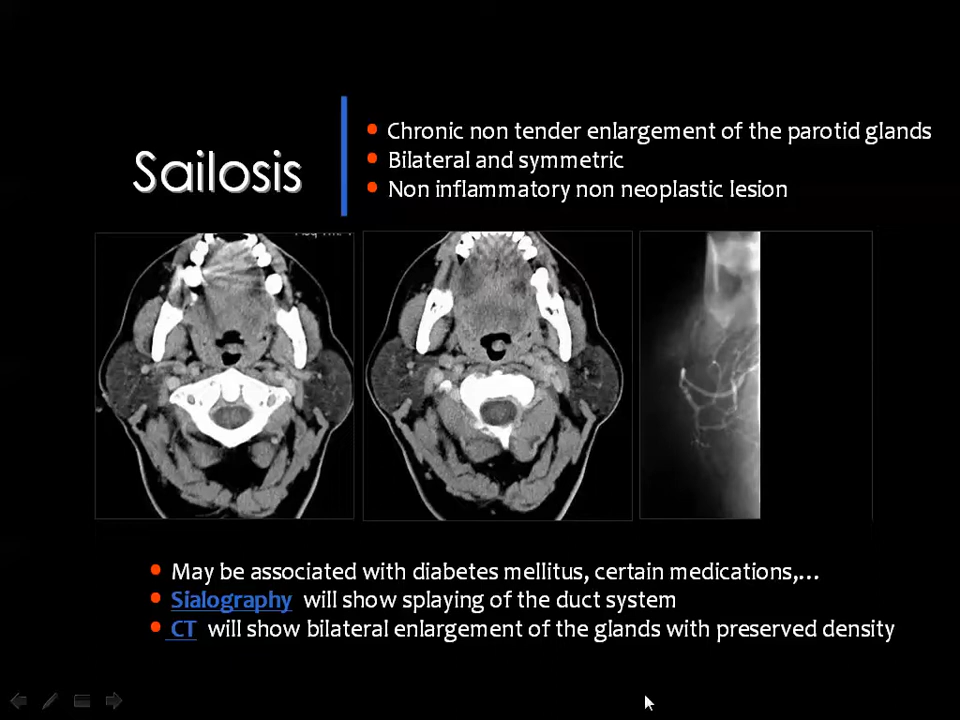 Sailosis
Chronic non tender enlargement of the parotid glands
Bilateral and symmetric
Non inflammatory non neoplastic lesion
May be associated with diabetes mellitus, certain medications,...
Sialography will show splaying of the duct system
CT will show bilateral enlargement of the glands with preserved density